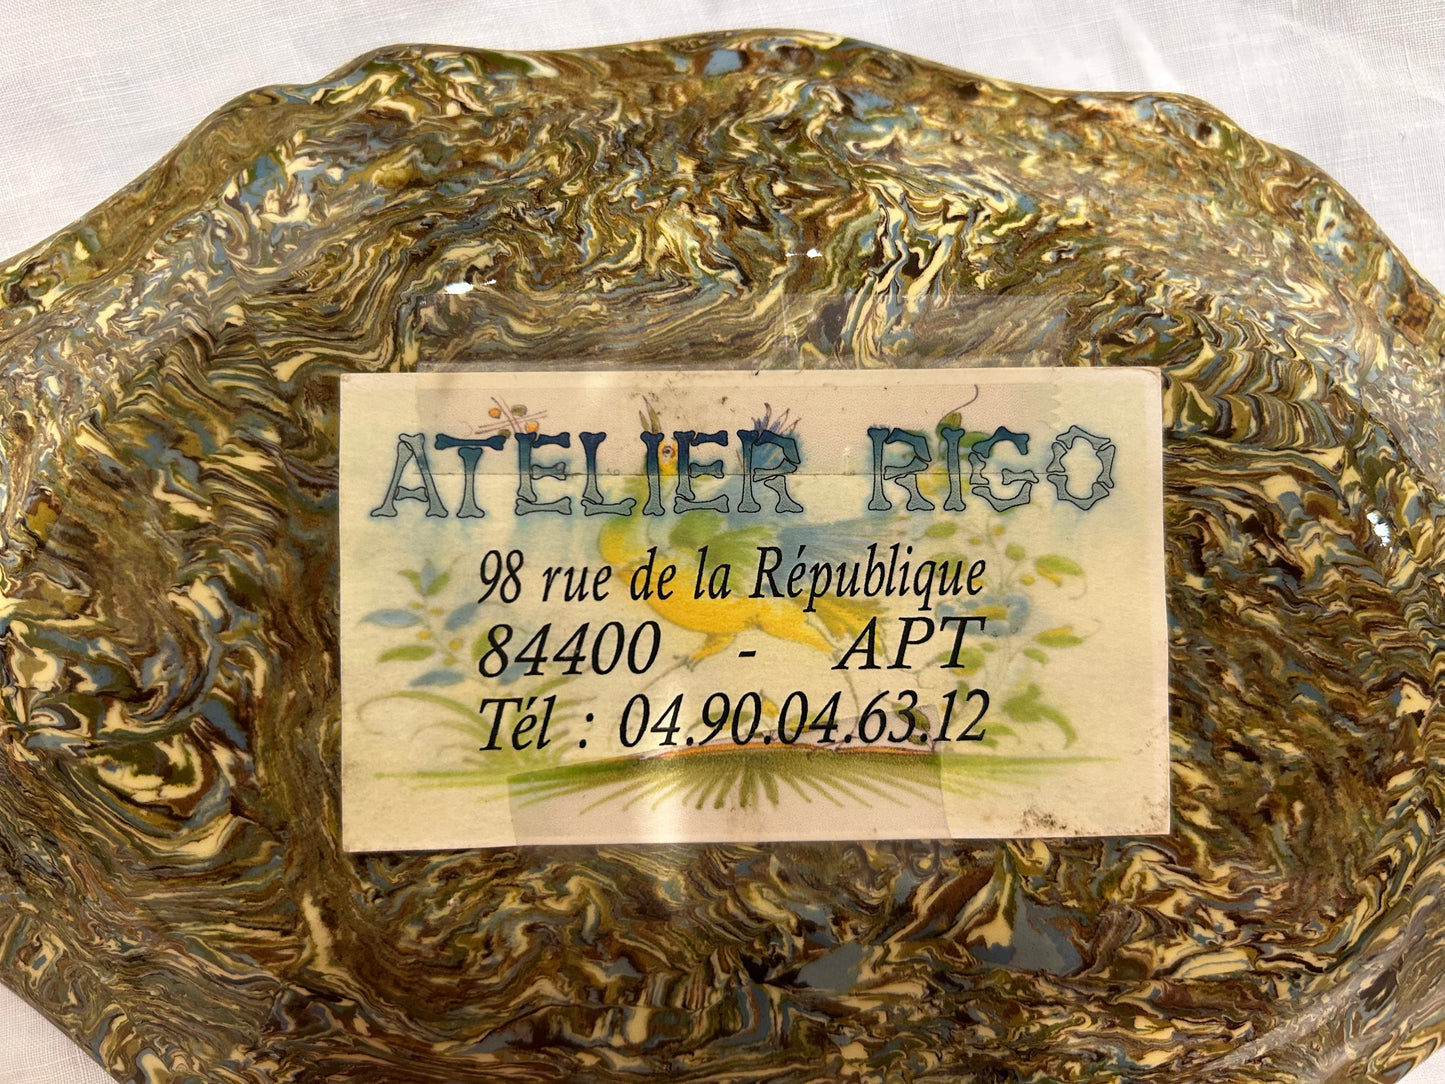 ATELIER RIGO
98 rue de la République
84400 - APT
Tél : 04.90.04.63.12